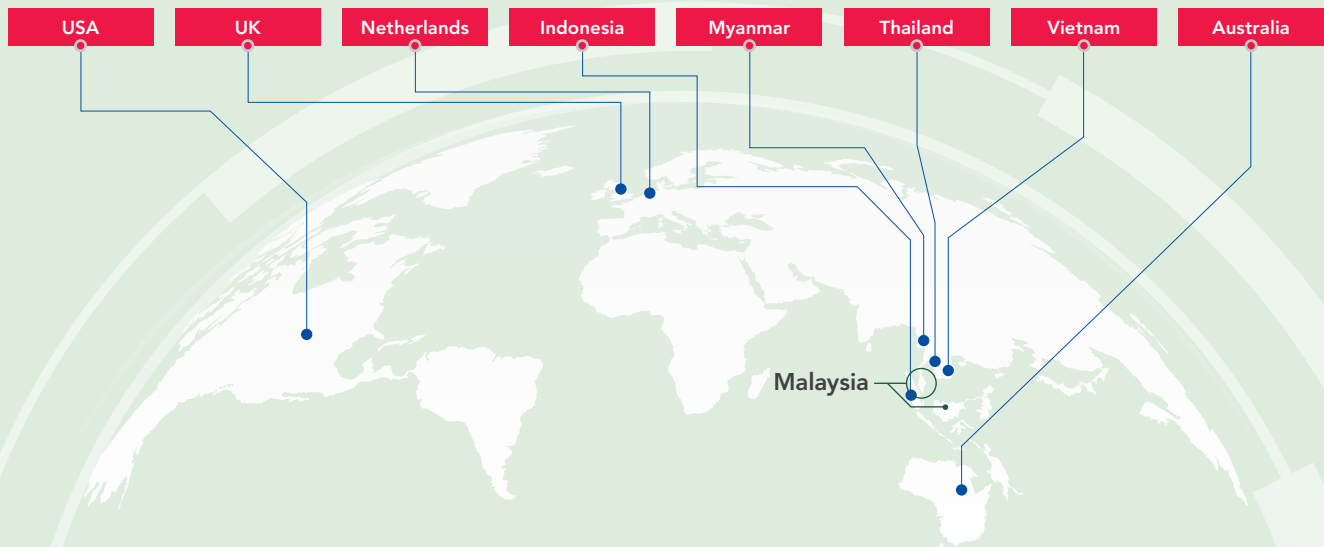 USA
UK
Netherlands
Indonesia
Myanmar
Thailand
Vietnam
Australia
Malaysia